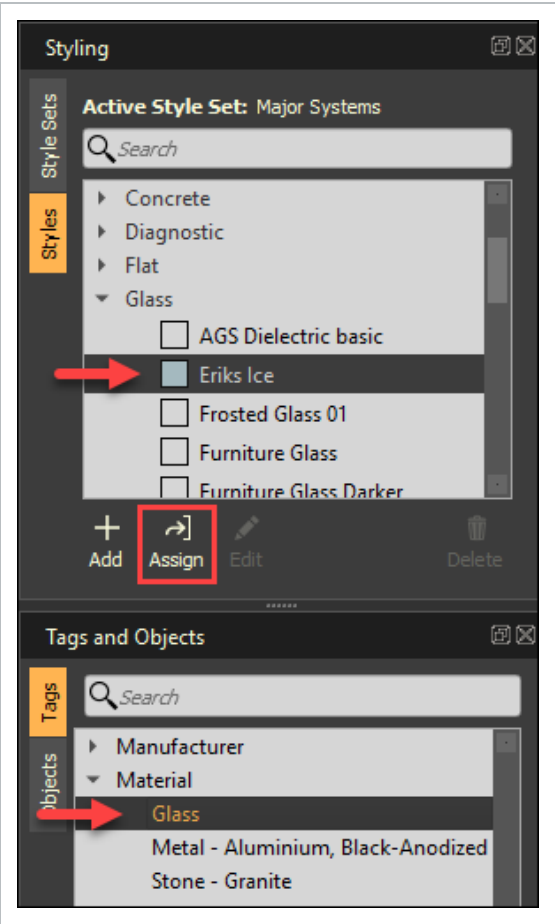 Styling
Style Sets
Styles
Active Style Set: Major Systems
Search
Concrete
Diagnostic
Flat
Glass
AGS Dielectric basic
Eriks Ice
Frosted Glass 01
Furniture Glass
Furniture Glass Darker
Add Assign Edit Delete
Tags and Objects
Tags
Objects
Search
Manufacturer
Material
Glass
Metal - Aluminium, Black-Anodized
Stone - Granite